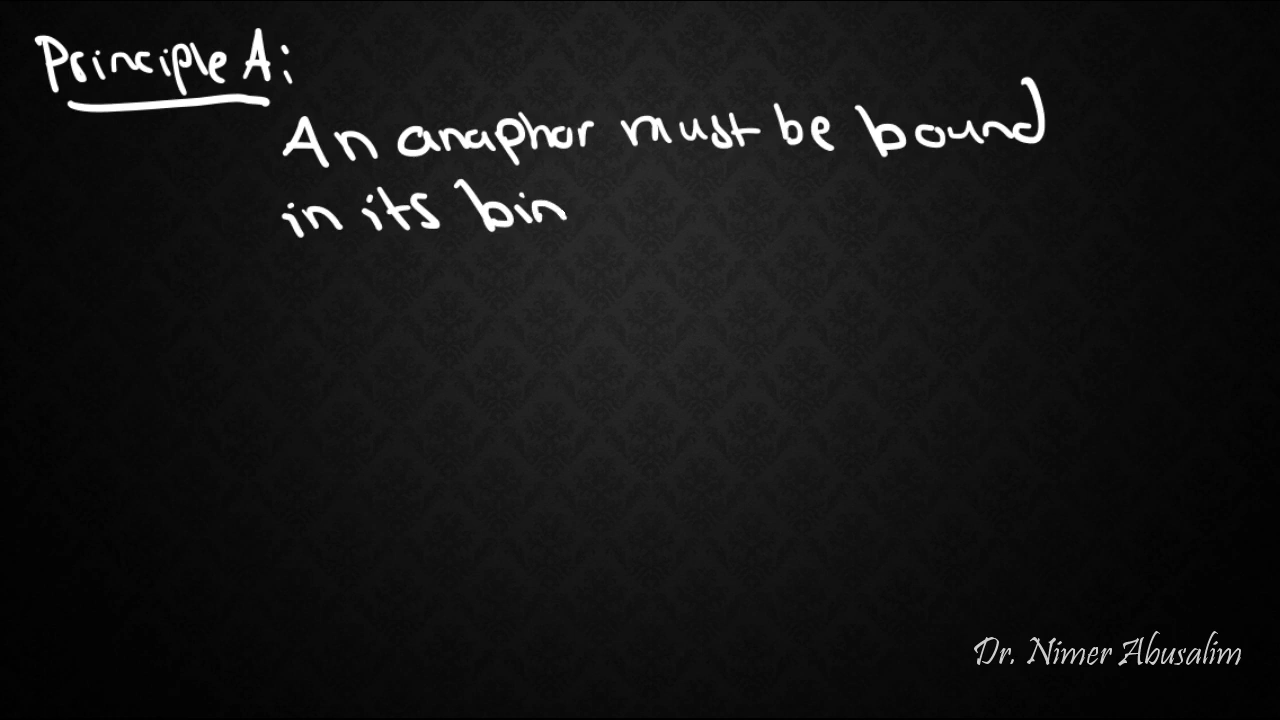 Principle A:
An anaphor must be bound
in its bin
Dr. Nimer Abusalim